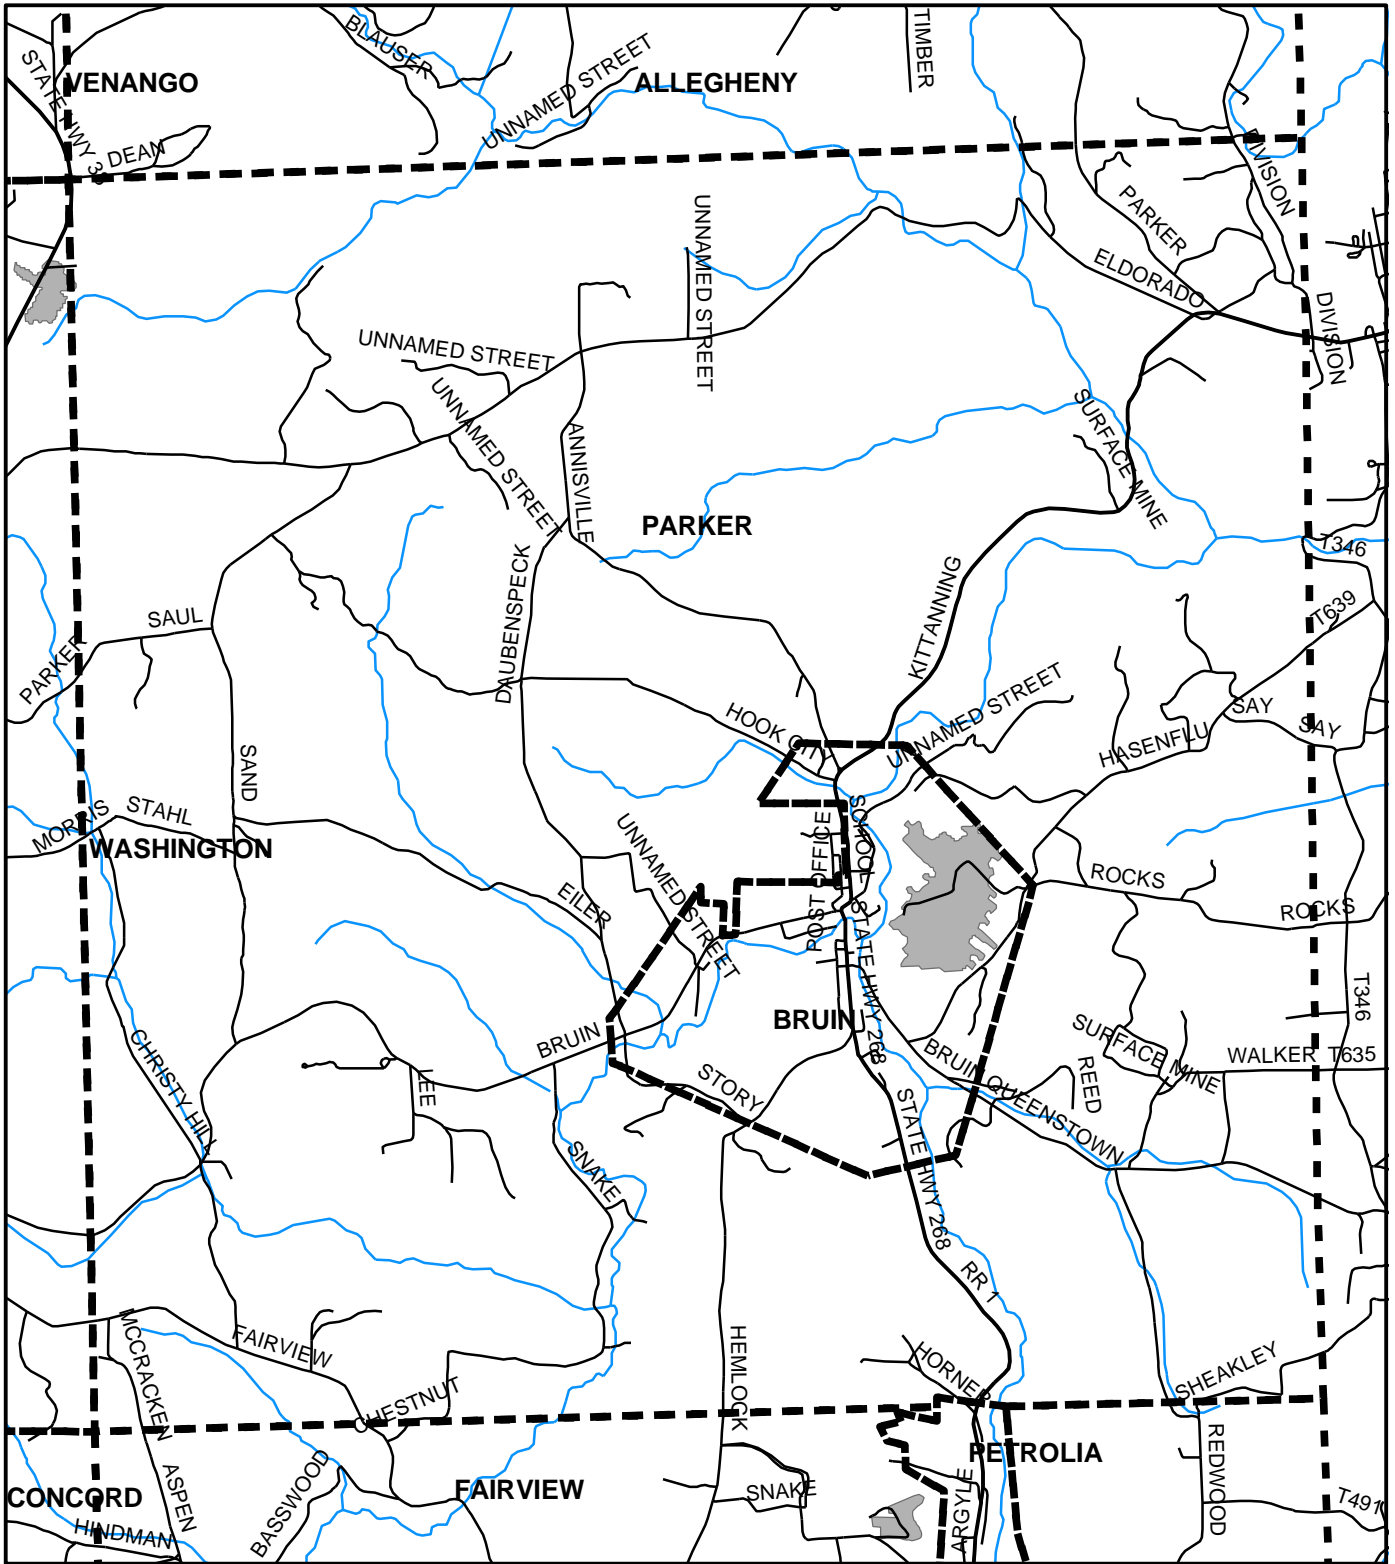 BLAUSER
TIMBER
STATE HWY 38
VENANGO
UNNAMED STREET
ALLEGHENY
DEAN
DIVISION
PARKER
UNNAMED STREET
ELDORADO
DIVISION
UNNAMED STREET
UNNAMED STREET
SURFACE MINE
ANNISVILLE
PARKER
T346
DAUBENSPECK
KITTANNING
T639
SAUL
PARKER
UNNAMED STREET
HOOK CITY
SAY
SAY
HASENFLU
SAND
STAHL
MORRIS
WASHINGTON
UNNAMED STREET
POST OFFICE
SCHOOL
ROCKS
ROCKS
EILER
STATE HWY 268
T346
BRUIN
BRUIN
CHRISTY HILL
LEE
STORY
BRUIN QUEENSTOWN
REED
SURFACE MINE
WALKER T635
SNAKE
STATE HWY 268
RR 1
MCCRACKEN
FAIRVIEW
HEMLOCK
HORNER
SHEAKLEY
CHESTNUT
PETROLIA
REDWOOD
ASPEN
BASSWOOD
FAIRVIEW
SNAKE
ARGYLE
T491
CONCORD
HINDMAN